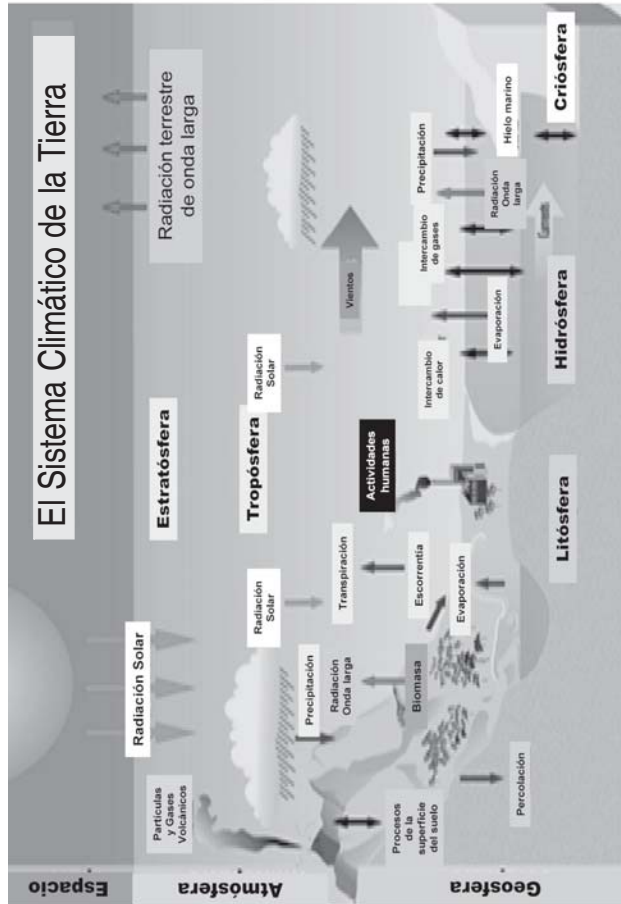 El Sistema Climático de la Tierra
Radiación terrestre
de onda larga
Radiación Solar
Espacio
Estratósfera
Tropósfera
Atmósfera
Partículas
y Gases
Volcánicos
Radiación
Solar
Radiación
Solar
Vientos
Precipitación
Radiación
Onda larga
Transpiración
Actividades
humanas
Biomasa
Escorrentía
Evaporación
Procesos
de la
superficie
del suelo
Percolación
Intercambio
de calor
Evaporación
Intercambio
de gases
Precipitación
Radiación
Onda
larga
Hielo marino
Litósfera
Hidrósfera
Criósfera
Geosfera